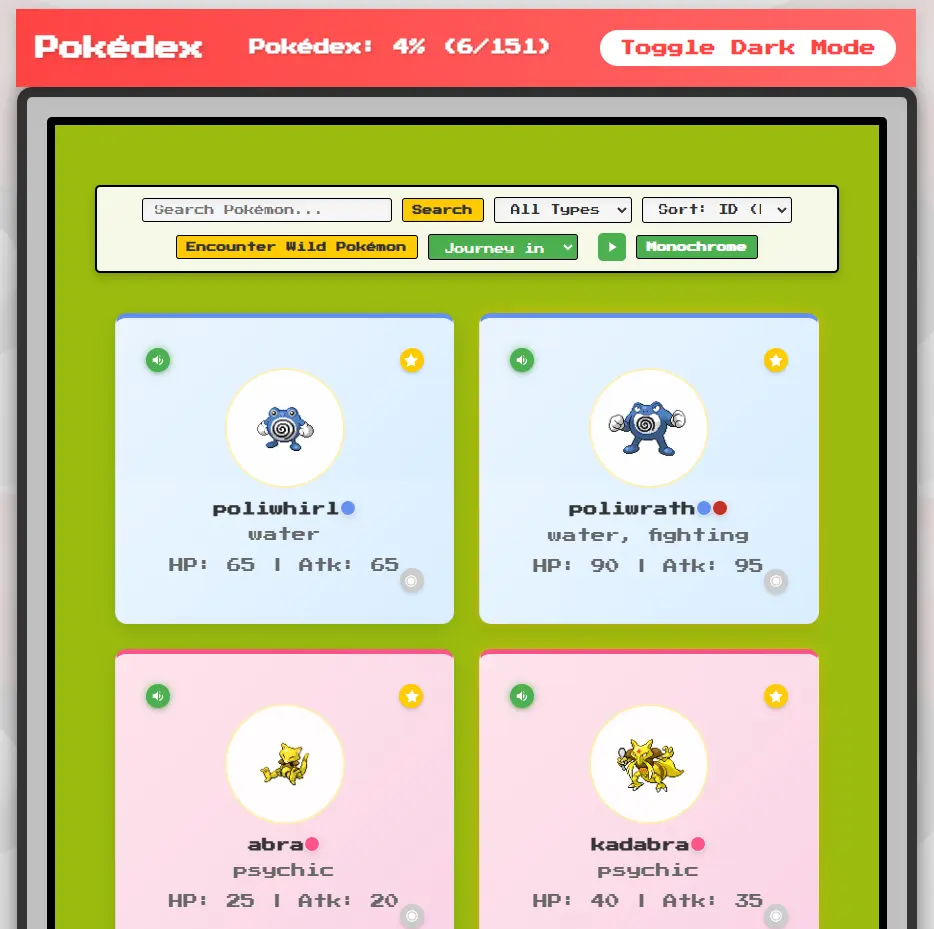 Pokédex Pokédex: 4% (6/151) Toggle Dark Mode
Search Pokémon... Search All Types Sort: ID (
Encounter Wild Pokémon Journey in Monochrome
poliwhirl poliwrath
water water, fighting
HP: 65 | Atk: 65 HP: 90 | Atk: 95
abra kadabra
psychic psychic
HP: 25 | Atk: 20 HP: 40 | Atk: 35